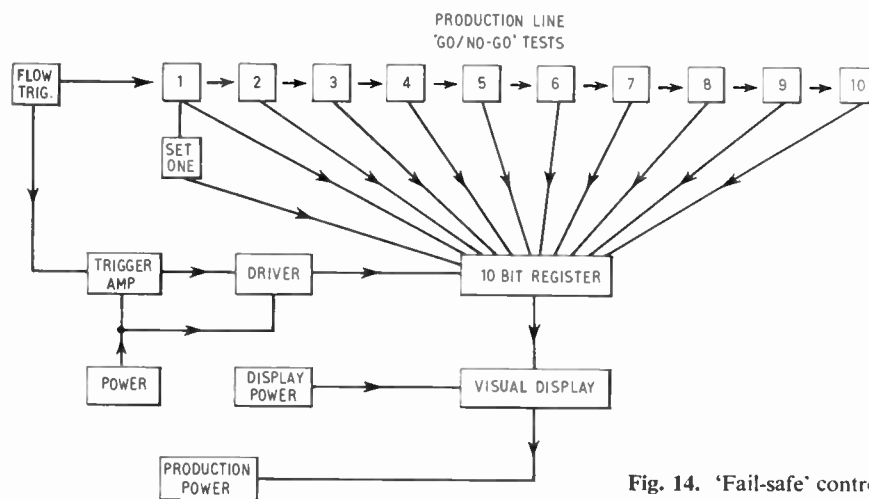 PRODUCTION LINE
'GO/NO-GO' TESTS
FLOW
TRIG.
1
2
3
4
5
6
7
8
9
10
SET
ONE
TRIGGER
AMP
DRIVER
10 BIT REGISTER
POWER
DISPLAY
POWER
VISUAL DISPLAY
PRODUCTION
POWER
Fig. 14. 'Fail-safe' contro